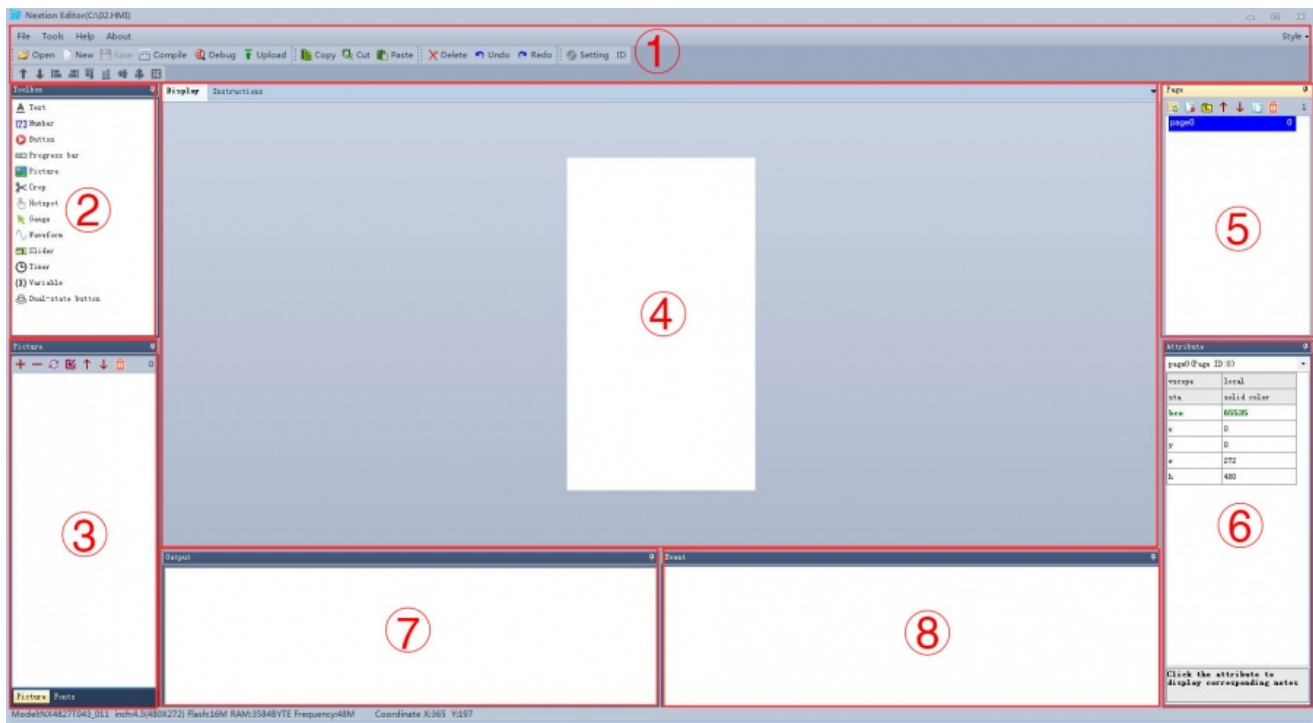 Nextion Editor(C:\02.HMI)
File Tools Help About
Style
Open New Save Compile Debug Upload Copy Cut Paste Delete Undo Redo Setting ID
1
Toolbox
Text
123 Number
Button
Progress bar
Picture
Crop
Hotspot
Gauge
Waveform
Slider
Timer
(X) Variable
Dual-state button
2
Picture
0
3
Picture Fonts
Display Instructions
4
Page
1
page0 0
5
Attribute
page0(Page ID:0)
vscope local
sta solid color
bco 65535
x 0
y 0
w 272
h 480
6
Click the attribute to
display corresponding notes
Output
7
Event
8
Model:NX4827T043_011 inch:4.3(480X272) Flash:16M RAM:3584BYTE Frequency:48M Coordinate X:365 Y:197